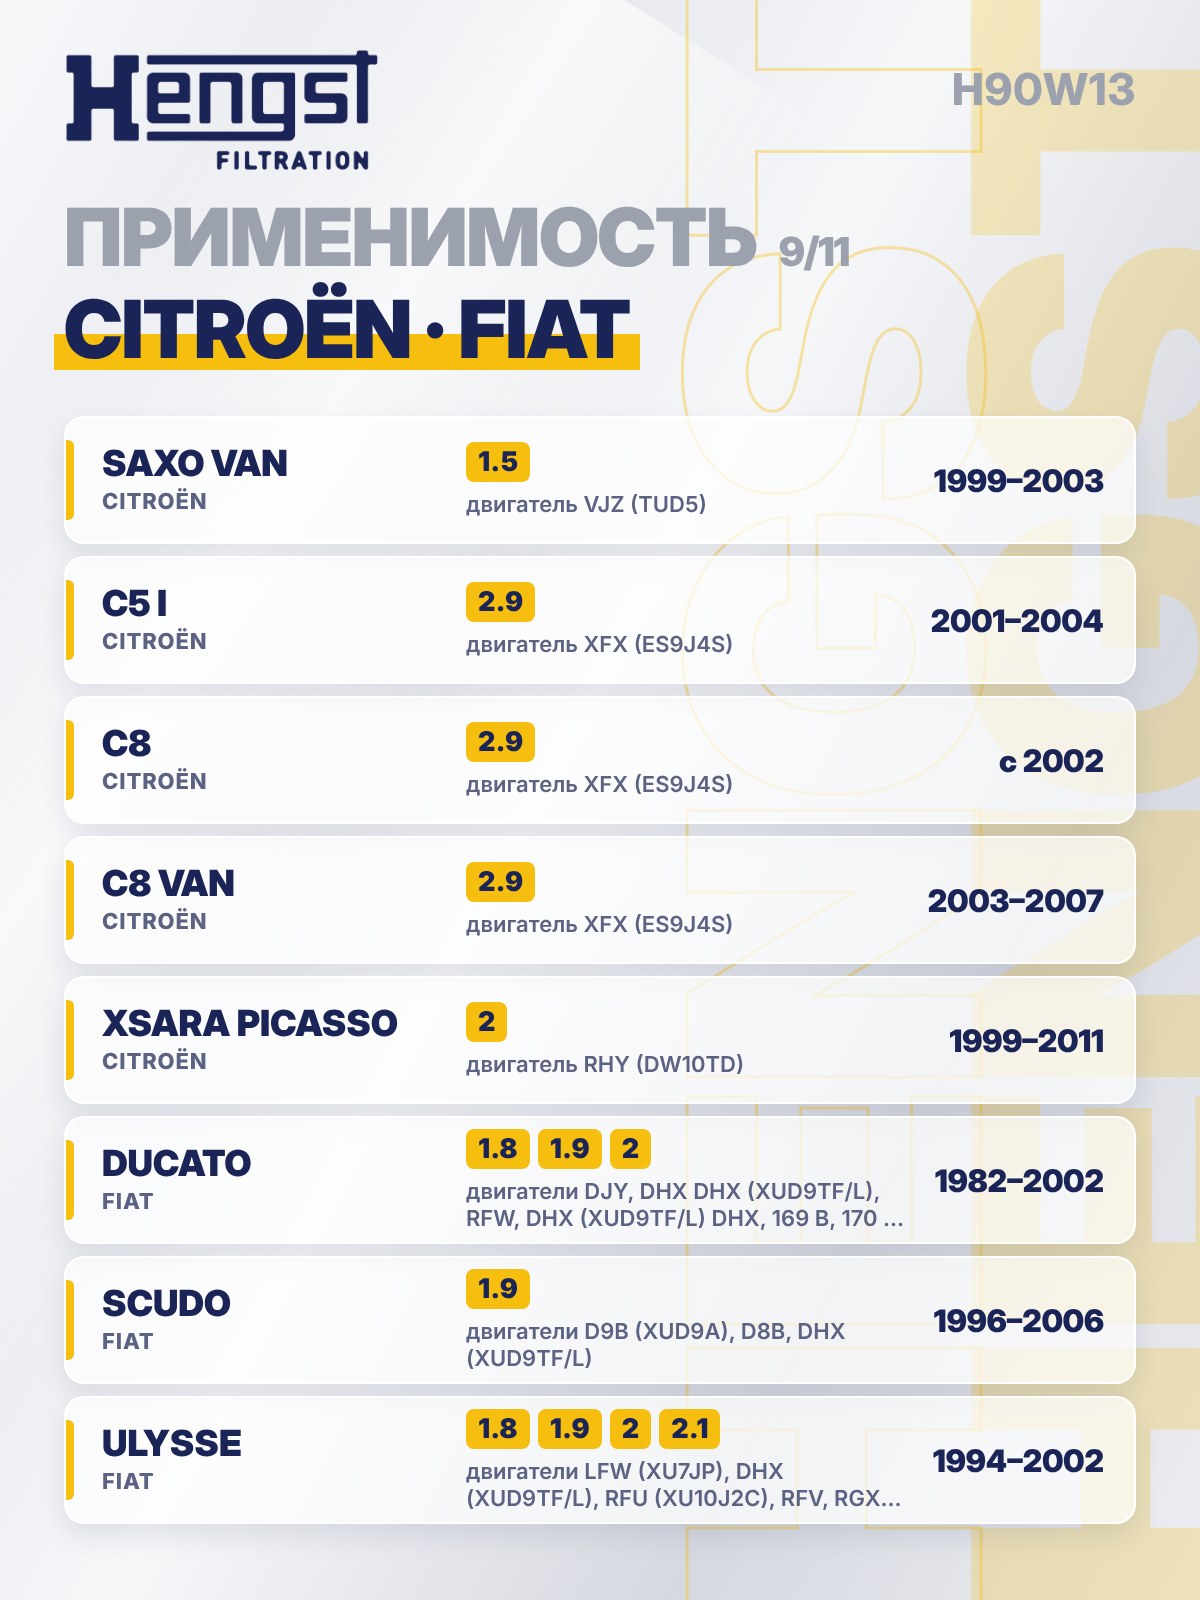 Hengst
FILTRATION
H90W13
ПРИМЕНИМОСТЬ 9/11
CITROËN · FIAT
SAXO VAN
CITROËN
1.5
двигатель VJZ (TUD5)
1999–2003
C5 I
CITROËN
2.9
двигатель XFX (ES9J4S)
2001–2004
C8
CITROËN
2.9
двигатель XFX (ES9J4S)
с 2002
C8 VAN
CITROËN
2.9
двигатель XFX (ES9J4S)
2003–2007
XSARA PICASSO
CITROËN
2
двигатель RHY (DW10TD)
1999–2011
DUCATO
FIAT
1.8 1.9 2
двигатели DJY, DHX DHX (XUD9TF/L),
RFW, DHX (XUD9TF/L) DHX, 169 B, 170 ...
1982–2002
SCUDO
FIAT
1.9
двигатели D9B (XUD9A), D8B, DHX
(XUD9TF/L)
1996–2006
ULYSSE
FIAT
1.8 1.9 2 2.1
двигатели LFW (XU7JP), DHX
(XUD9TF/L), RFU (XU10J2C), RFV, RGX...
1994–2002
HENGST
HENGST